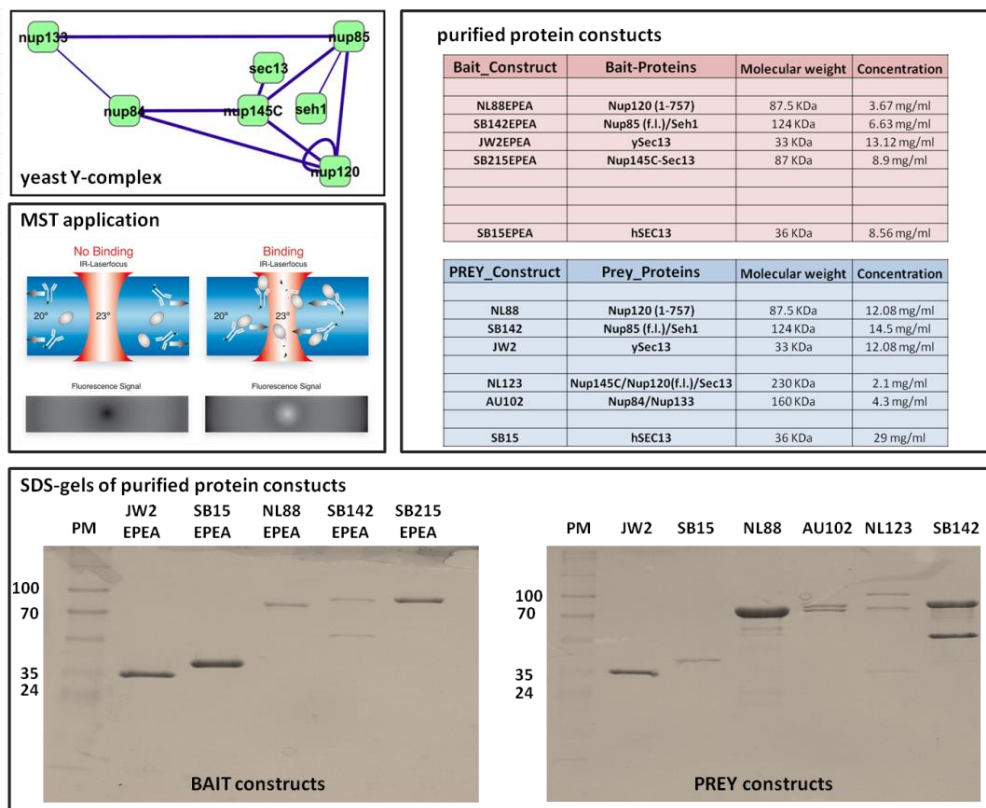 nup133
nup85
sec13
nup84
nup145C
seh1
nup120
yeast Y-complex
MST application
No Binding
IR-Laserfocus
20°
23°
Fluorescence Signal
Binding
IR-Laserfocus
20°
23°
Fluorescence Signal
purified protein constucts
Bait_Construct Bait-Proteins Molecular weight Concentration
NL88EPEA Nup120 (1-757) 87.5 KDa 3.67 mg/ml
SB142EPEA Nup85 (f.l.)/Seh1 124 KDa 6.63 mg/ml
JW2EPEA ySec13 33 KDa 13.12 mg/ml
SB215EPEA Nup145C-Sec13 87 KDa 8.9 mg/ml
SB15EPEA hSEC13 36 KDa 8.56 mg/ml
PREY_Construct Prey_Proteins Molecular weight Concentration
NL88 Nup120 (1-757) 87.5 KDa 12.08 mg/ml
SB142 Nup85 (f.l.)/Seh1 124 KDa 14.5 mg/ml
JW2 ySec13 33 KDa 12.08 mg/ml
NL123 Nup145C/Nup120(f.l.)/Sec13 230 KDa 2.1 mg/ml
AU102 Nup84/Nup133 160 KDa 4.3 mg/ml
SB15 hSEC13 36 KDa 29 mg/ml
SDS-gels of purified protein constucts
PM JW2 SB15 NL88 SB142 SB215
EPEA EPEA EPEA EPEA EPEA
100
70
35
24
BAIT constructs
PM JW2 SB15 NL88 AU102 NL123 SB142
100
70
35
24
PREY constructs